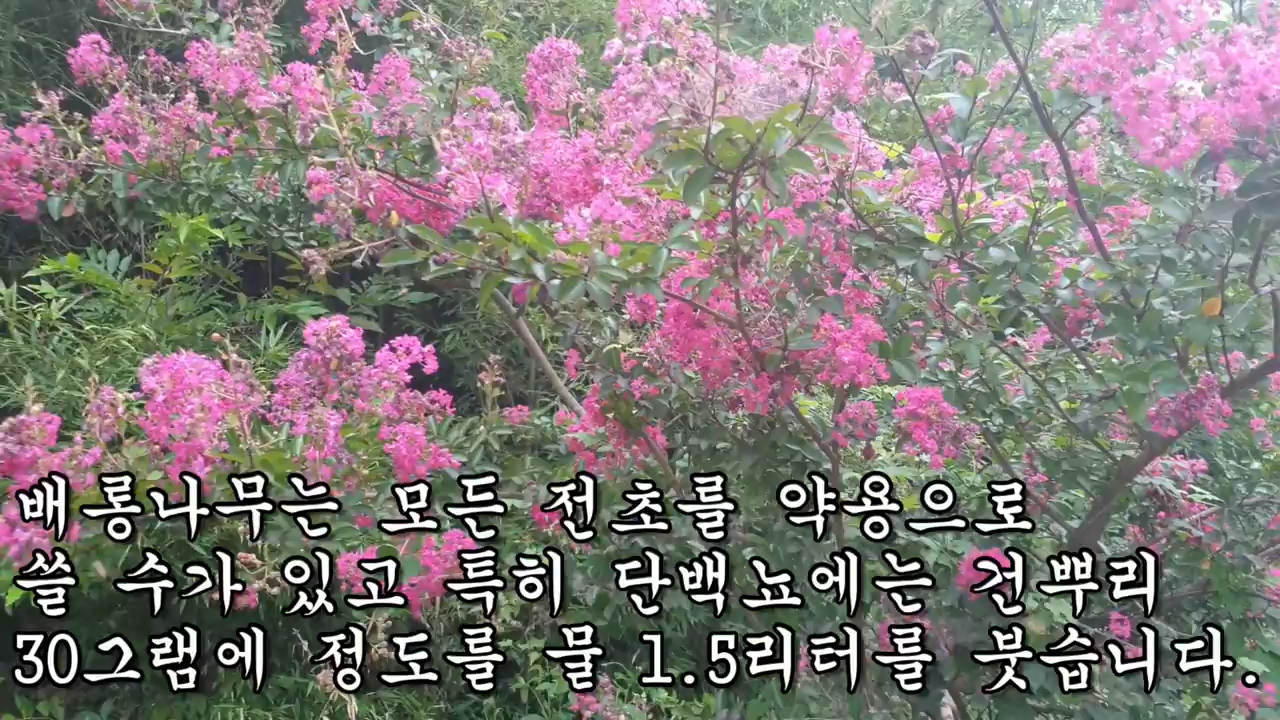 배롱나무는 모든 전초를 약용으로
쓸 수가 있고 특히 단백뇨에는 건뿌리
30그램에 정도를 물 1.5리터를 붓습니다.